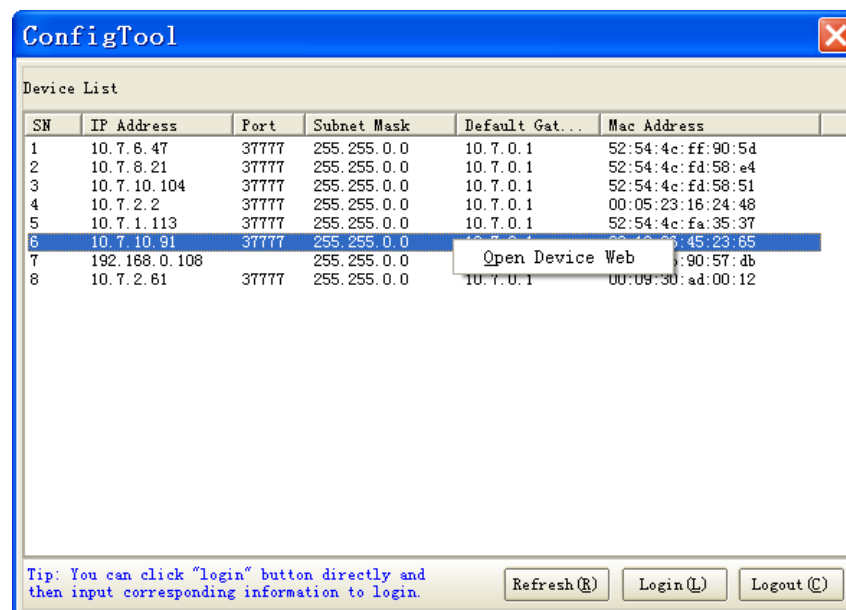 ConfigTool
Device List
SN IP Address Port Subnet Mask Default Gat... Mac Address
1 10.7.6.47 37777 255.255.0.0 10.7.0.1 52:54:4c:ff:90:5d
2 10.7.8.21 37777 255.255.0.0 10.7.0.1 52:54:4c:fd:58:e4
3 10.7.10.104 37777 255.255.0.0 10.7.0.1 52:54:4c:fd:58:51
4 10.7.2.2 37777 255.255.0.0 10.7.0.1 00:05:23:16:24:48
5 10.7.1.113 37777 255.255.0.0 10.7.0.1 52:54:4c:fa:35:37
6 10.7.10.91 37777 255.255.0.0 :45:23:65
Open Device Web
7 192.168.0.108 255.255.0.0 :90:57:db
8 10.7.2.61 37777 255.255.0.0 10.7.0.1 00:09:30:ad:00:12
Tip: You can click "login" button directly and
then input corresponding information to login.
Refresh(R) Login(L) Logout(C)